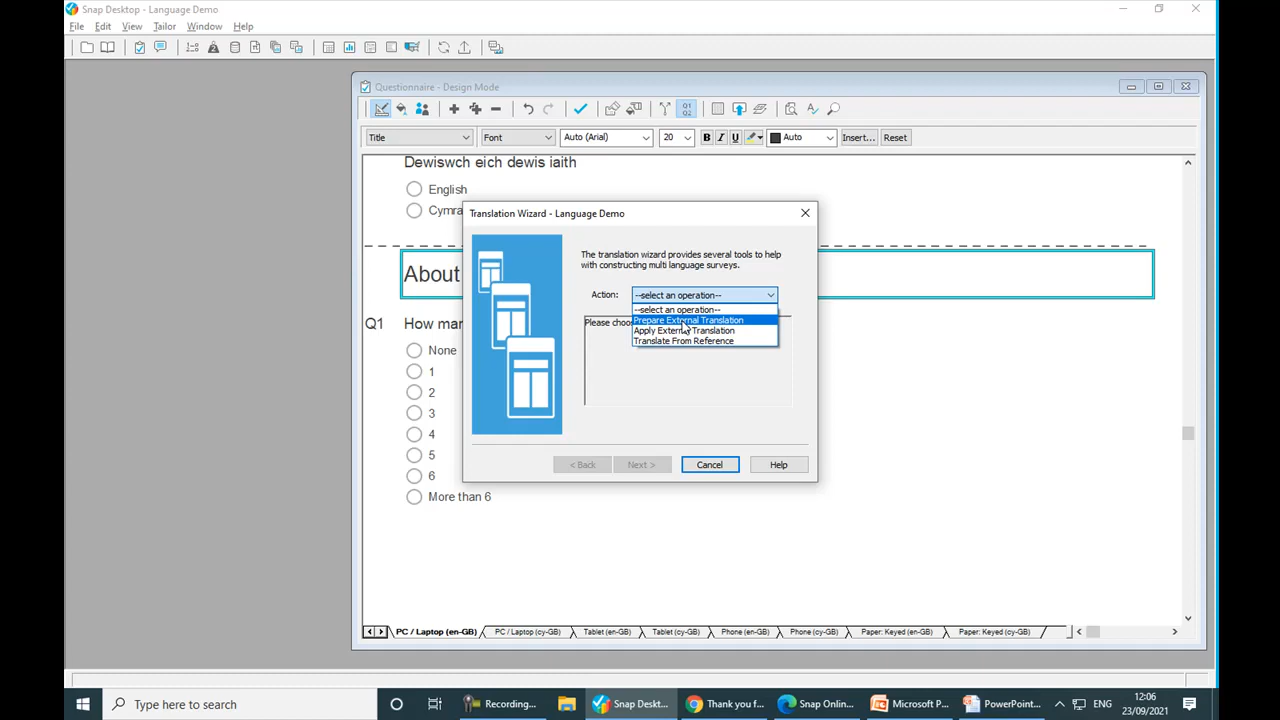 Snap Desktop - Language Demo
File Edit View Tailor Window Help
Questionnaire - Design Mode
Q1
Q2
Title Font Auto (Arial) 20 B I U Auto Insert... Reset
Dewiswch eich dewis iaith
English
Cymra
About
Q1 How mar
None
1
2
3
4
5
6
More than 6
Translation Wizard - Language Demo
The translation wizard provides several tools to help
with constructing multi language surveys.
Action: --select an operation--
--select an operation--
Prepare External Translation
Apply External Translation
Translate From Reference
Please choo
< Back Next > Cancel Help
PC / Laptop (en-GB) PC / Laptop (cy-GB) Tablet (en-GB) Tablet (cy-GB) Phone (en-GB) Phone (cy-GB) Paper: Keyed (en-GB) Paper: Keyed (cy-GB)
Type here to search
Recording... Snap Deskt... Thank you f... Snap Online... Microsoft P... PowerPoint... ENG
12:06
23/09/2021